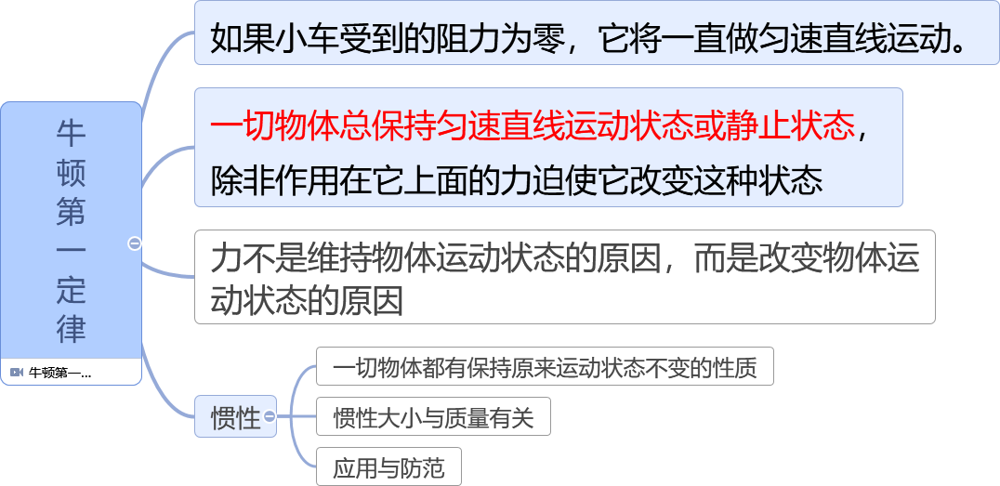 牛顿第一定律
牛顿第一...
如果小车受到的阻力为零，它将一直做匀速直线运动。
一切物体总保持匀速直线运动状态或静止状态，
除非作用在它上面的力迫使它改变这种状态
力不是维持物体运动状态的原因，而是改变物体运
动状态的原因
惯性
一切物体都有保持原来运动状态不变的性质
惯性大小与质量有关
应用与防范